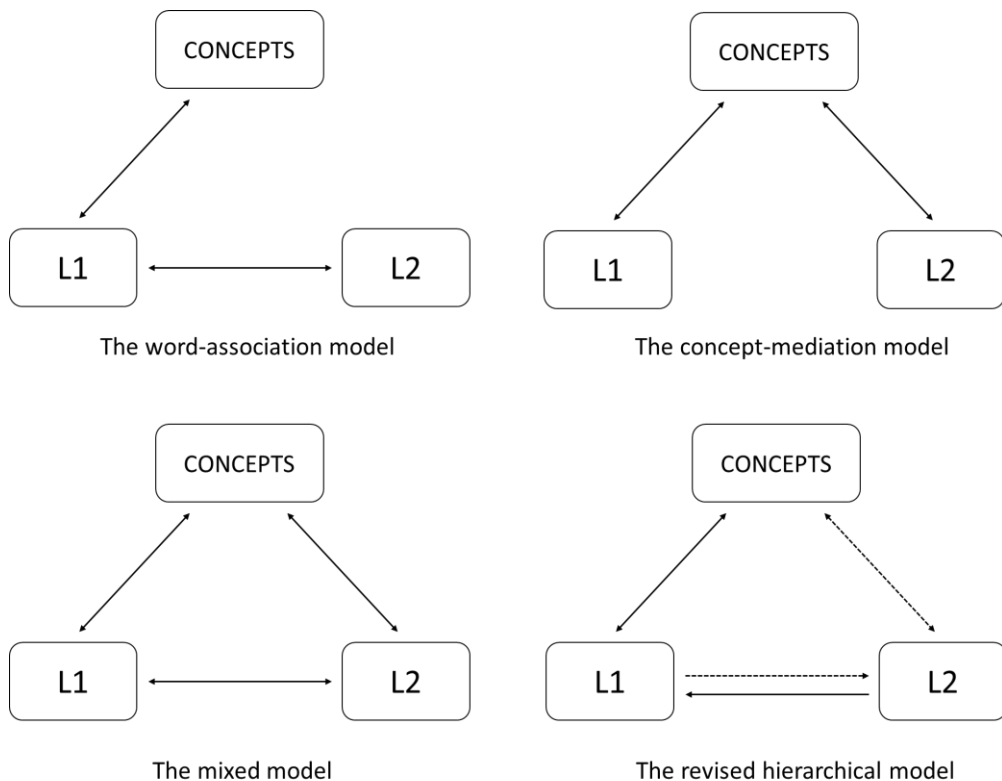 CONCEPTS
L1
L2
The word-association model
CONCEPTS
L1
L2
The concept-mediation model
CONCEPTS
L1
L2
The mixed model
CONCEPTS
L1
L2
The revised hierarchical model